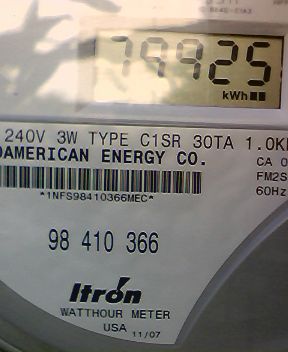 79925
kWh
240V 3W TYPE C1SR 30TA 1.0K
AMERICAN ENERGY CO.
CA 0
FM2S
60Hz
*1NFS98410366MEC*
98 410 366
Itron
WATTHOUR METER
USA 11/07